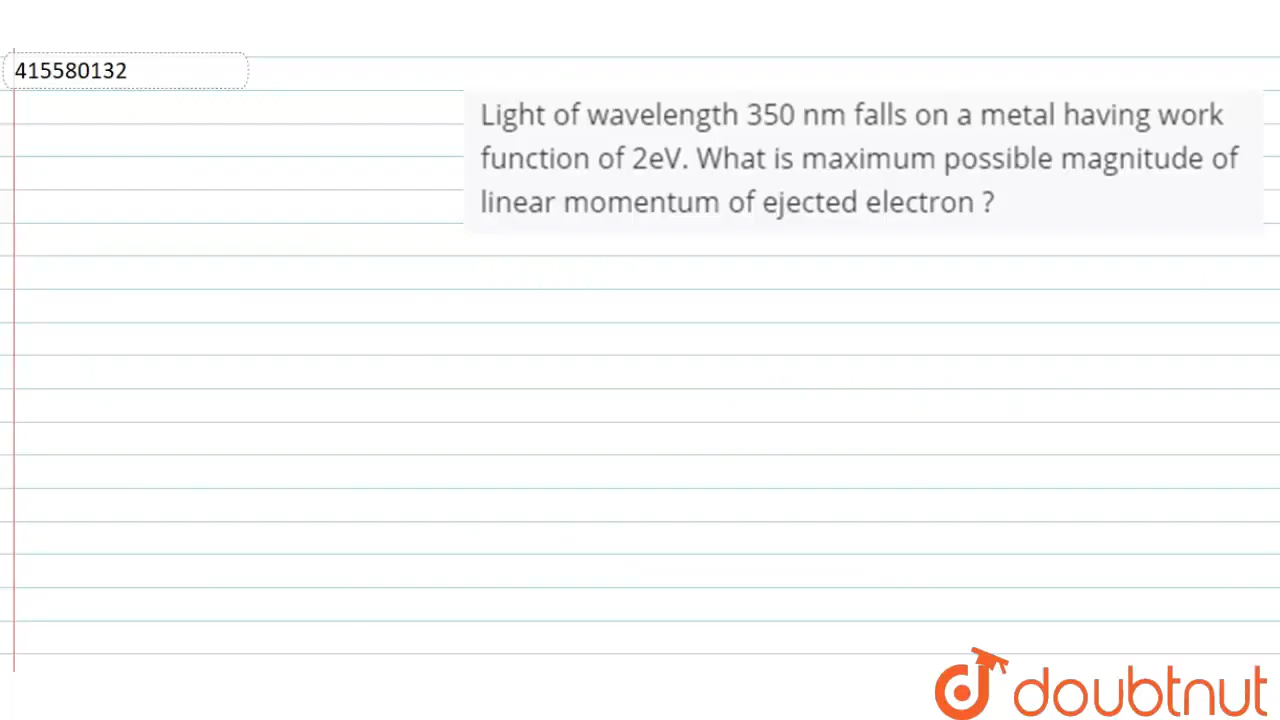 415580132
Light of wavelength 350 nm falls on a metal having work
function of 2eV. What is maximum possible magnitude of
linear momentum of ejected electron ?
doubtnut